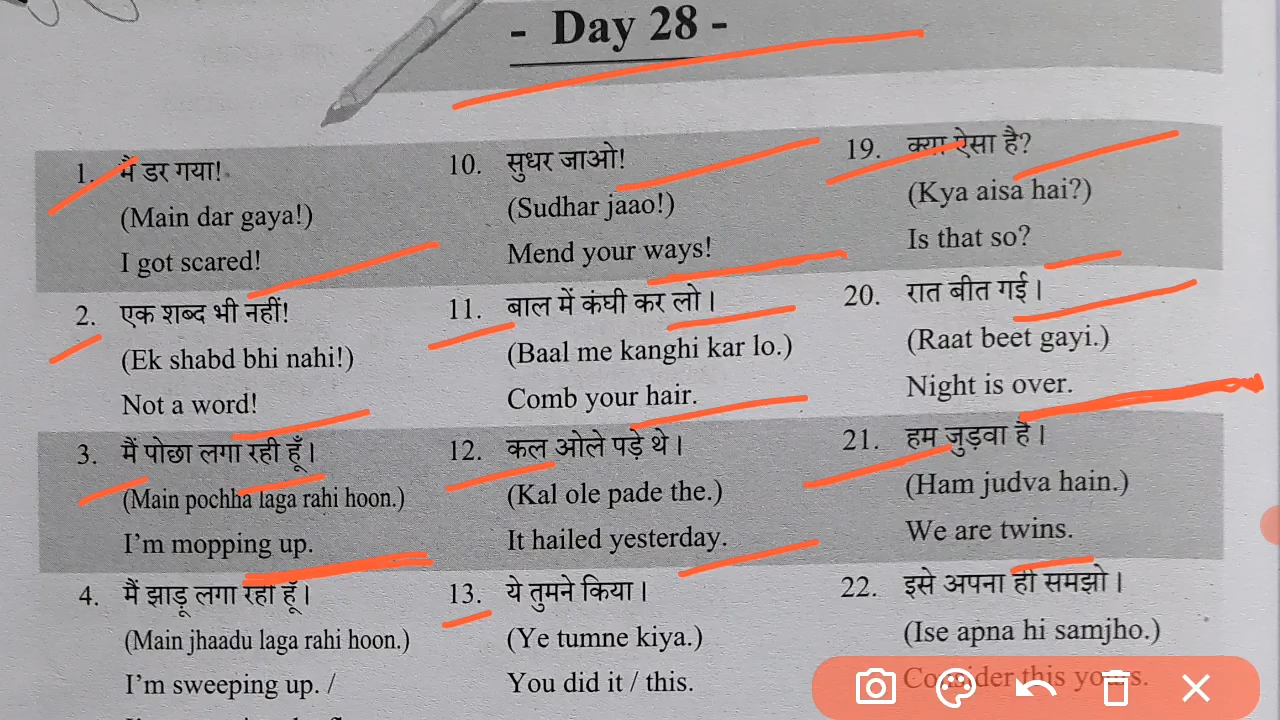 - Day 28 -
1. मैं डर गया!
(Main dar gaya!)
I got scared!
2. एक शब्द भी नहीं!
(Ek shabd bhi nahi!)
Not a word!
3. मैं पोछा लगा रही हूँ।
(Main pochha laga rahi hoon.)
I'm mopping up.
4. मैं झाड़ू लगा रही हूँ।
(Main jhaadu laga rahi hoon.)
I'm sweeping up. /
10. सुधर जाओ!
(Sudhar jaao!)
Mend your ways!
11. बाल में कंघी कर लो।
(Baal me kanghi kar lo.)
Comb your hair.
12. कल ओले पड़े थे।
(Kal ole pade the.)
It hailed yesterday.
13. ये तुमने किया।
(Ye tumne kiya.)
You did it / this.
19. क्या ऐसा है?
(Kya aisa hai?)
Is that so?
20. रात बीत गई।
(Raat beet gayi.)
Night is over.
21. हम जुड़वा हैं।
(Ham judva hain.)
We are twins.
22. इसे अपना ही समझो।
(Ise apna hi samjho.)
Consider this yours.